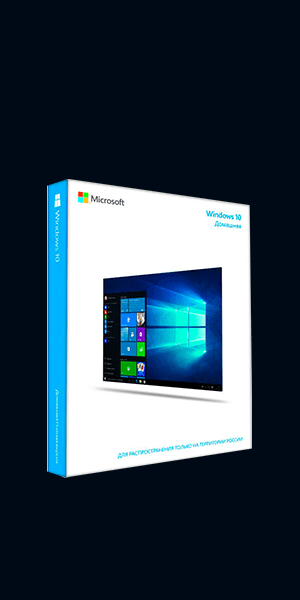 Microsoft
Windows 10
Домашняя
Windows 10
ДЛЯ РАСПРОСТРАНЕНИЯ ТОЛЬКО НА ТЕРРИТОРИИ РОССИИ